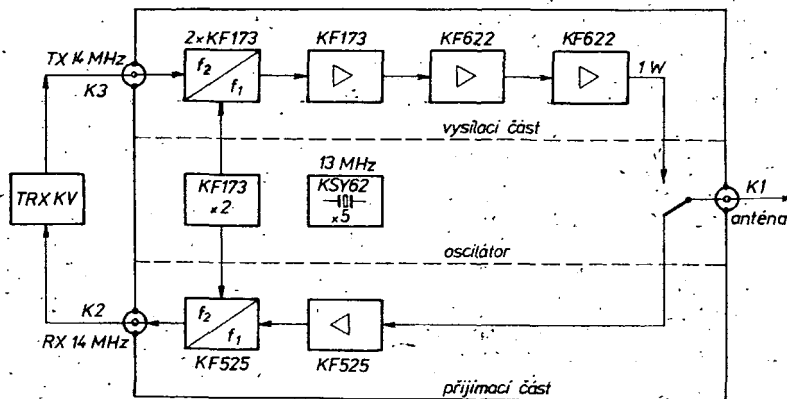 2×KF173
KF173
KF622
KF622
TX 14 MHz
K3
f2
f1
1 W
vysílací část
13 MHz
TRX KV
KF173
×2
KSY62
×5
K1
anténa
oscilátor
K2
RX 14 MHz
f2
f1
KF525
KF525
přijímací část